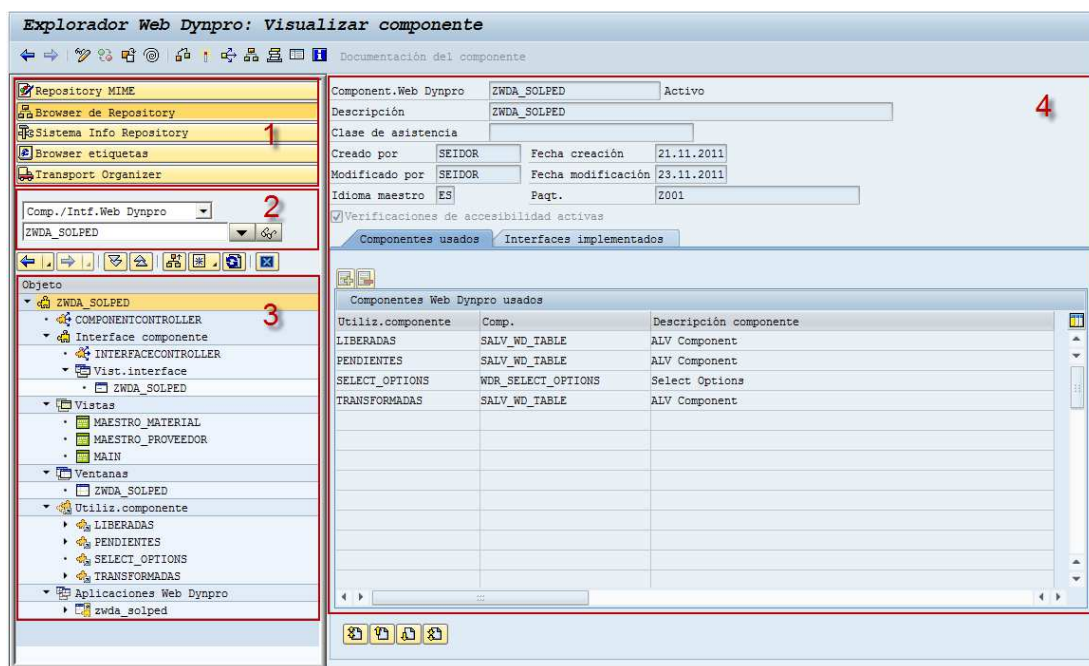 Explorador Web Dynpro: Visualizar componente
Documentación del componente
Repository MIME
Browser de Repository
Sistema Info Repository
Browser etiquetas
Transport Organizer
1
Comp./Intf.Web Dynpro
ZWDA_SOLPED
2
Objeto
ZWDA_SOLPED
COMPONENTCONTROLLER
Interface componente
INTERFACECONTROLLER
Vist.interface
ZWDA_SOLPED
Vistas
MAESTRO_MATERIAL
MAESTRO_PROVEEDOR
MAIN
Ventanas
ZWDA_SOLPED
Utiliz.componente
LIBERADAS
PENDIENTES
SELECT_OPTIONS
TRANSFORMADAS
Aplicaciones Web Dynpro
zwda_solped
3
Component.Web Dynpro ZWDA_SOLPED Activo
Descripción ZWDA_SOLPED
Clase de asistencia
Creado por SEIDOR Fecha creación 21.11.2011
Modificado por SEIDOR Fecha modificación 23.11.2011
Idioma maestro ES Paqt. Z001
Verificaciones de accesibilidad activas
4
Componentes usados Interfaces implementados
Componentes Web Dynpro usados
Utiliz.componente Comp. Descripción componente
LIBERADAS SALV_WD_TABLE ALV Component
PENDIENTES SALV_WD_TABLE ALV Component
SELECT_OPTIONS WDR_SELECT_OPTIONS Select Options
TRANSFORMADAS SALV_WD_TABLE ALV Component